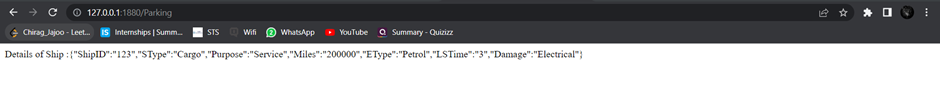 127.0.0.1:1880/Parking
Chirag_Jajoo - Leet... Internships | Summ... STS Wifi WhatsApp YouTube Summary - Quizizz
Details of Ship :{"ShipID":"123","SType":"Cargo","Purpose":"Service","Miles":"200000","EType":"Petrol","LSTime":"3","Damage":"Electrical"}